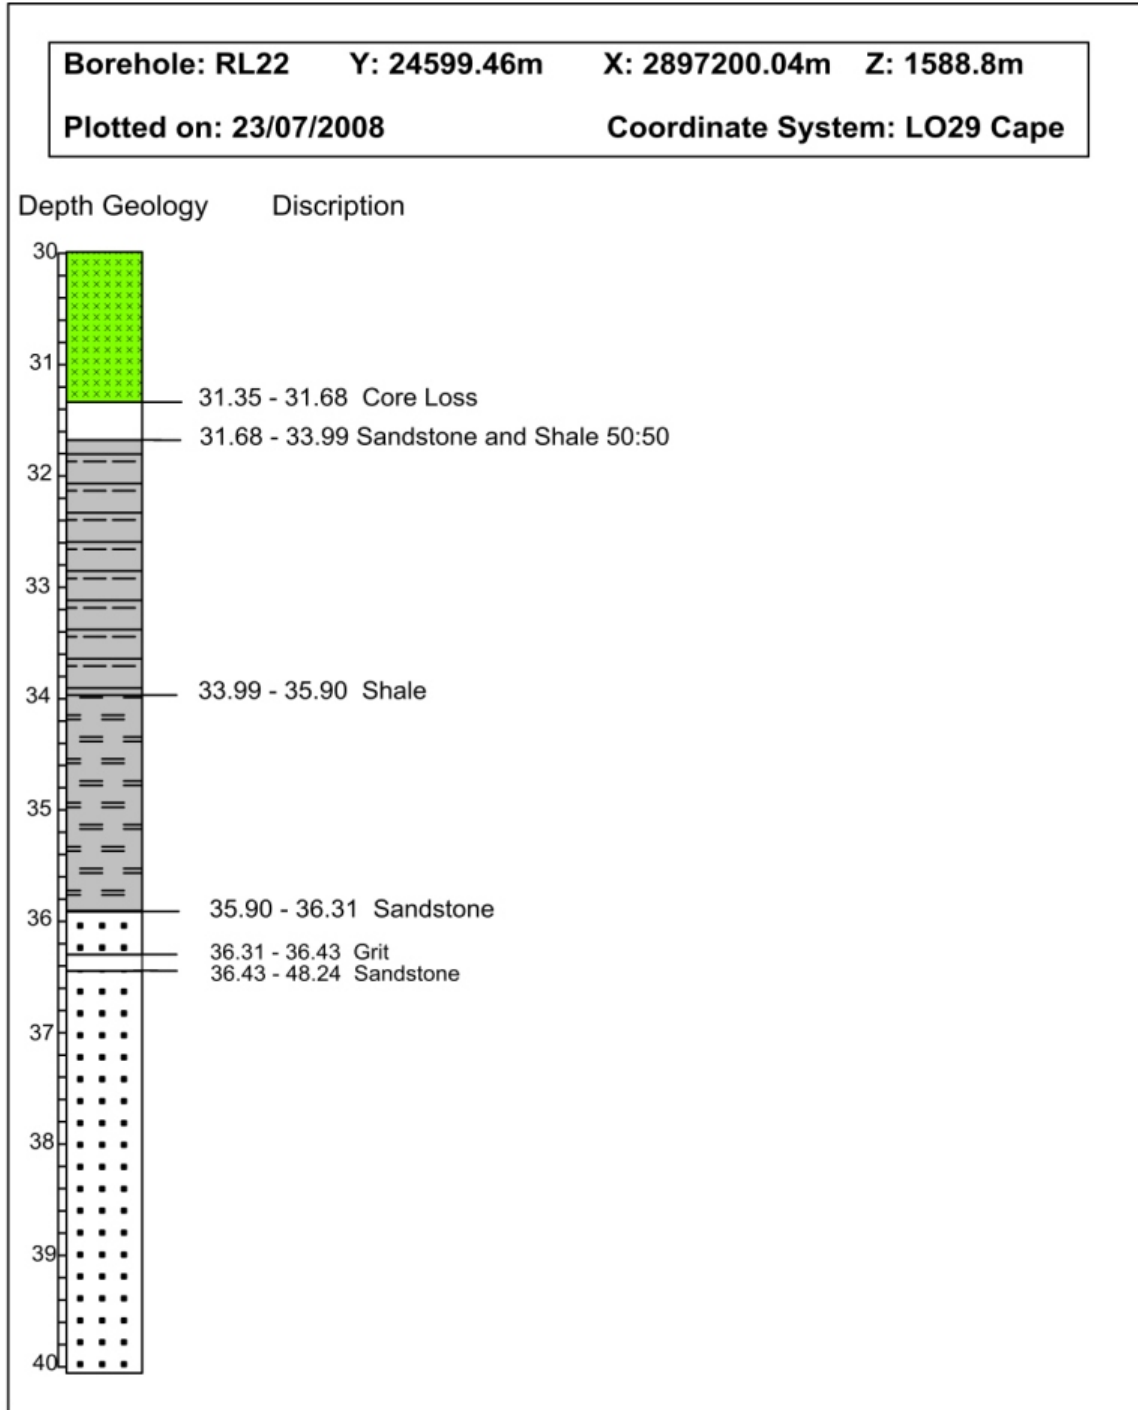 Borehole: RL22 Y: 24599.46m X: 2897200.04m Z: 1588.8m
Plotted on: 23/07/2008 Coordinate System: LO29 Cape
Depth Geology Discription
30
31
31.35 - 31.68 Core Loss
31.68 - 33.99 Sandstone and Shale 50:50
32
33
33.99 - 35.90 Shale
34
35
35.90 - 36.31 Sandstone
36
36.31 - 36.43 Grit
36.43 - 48.24 Sandstone
37
38
39
40